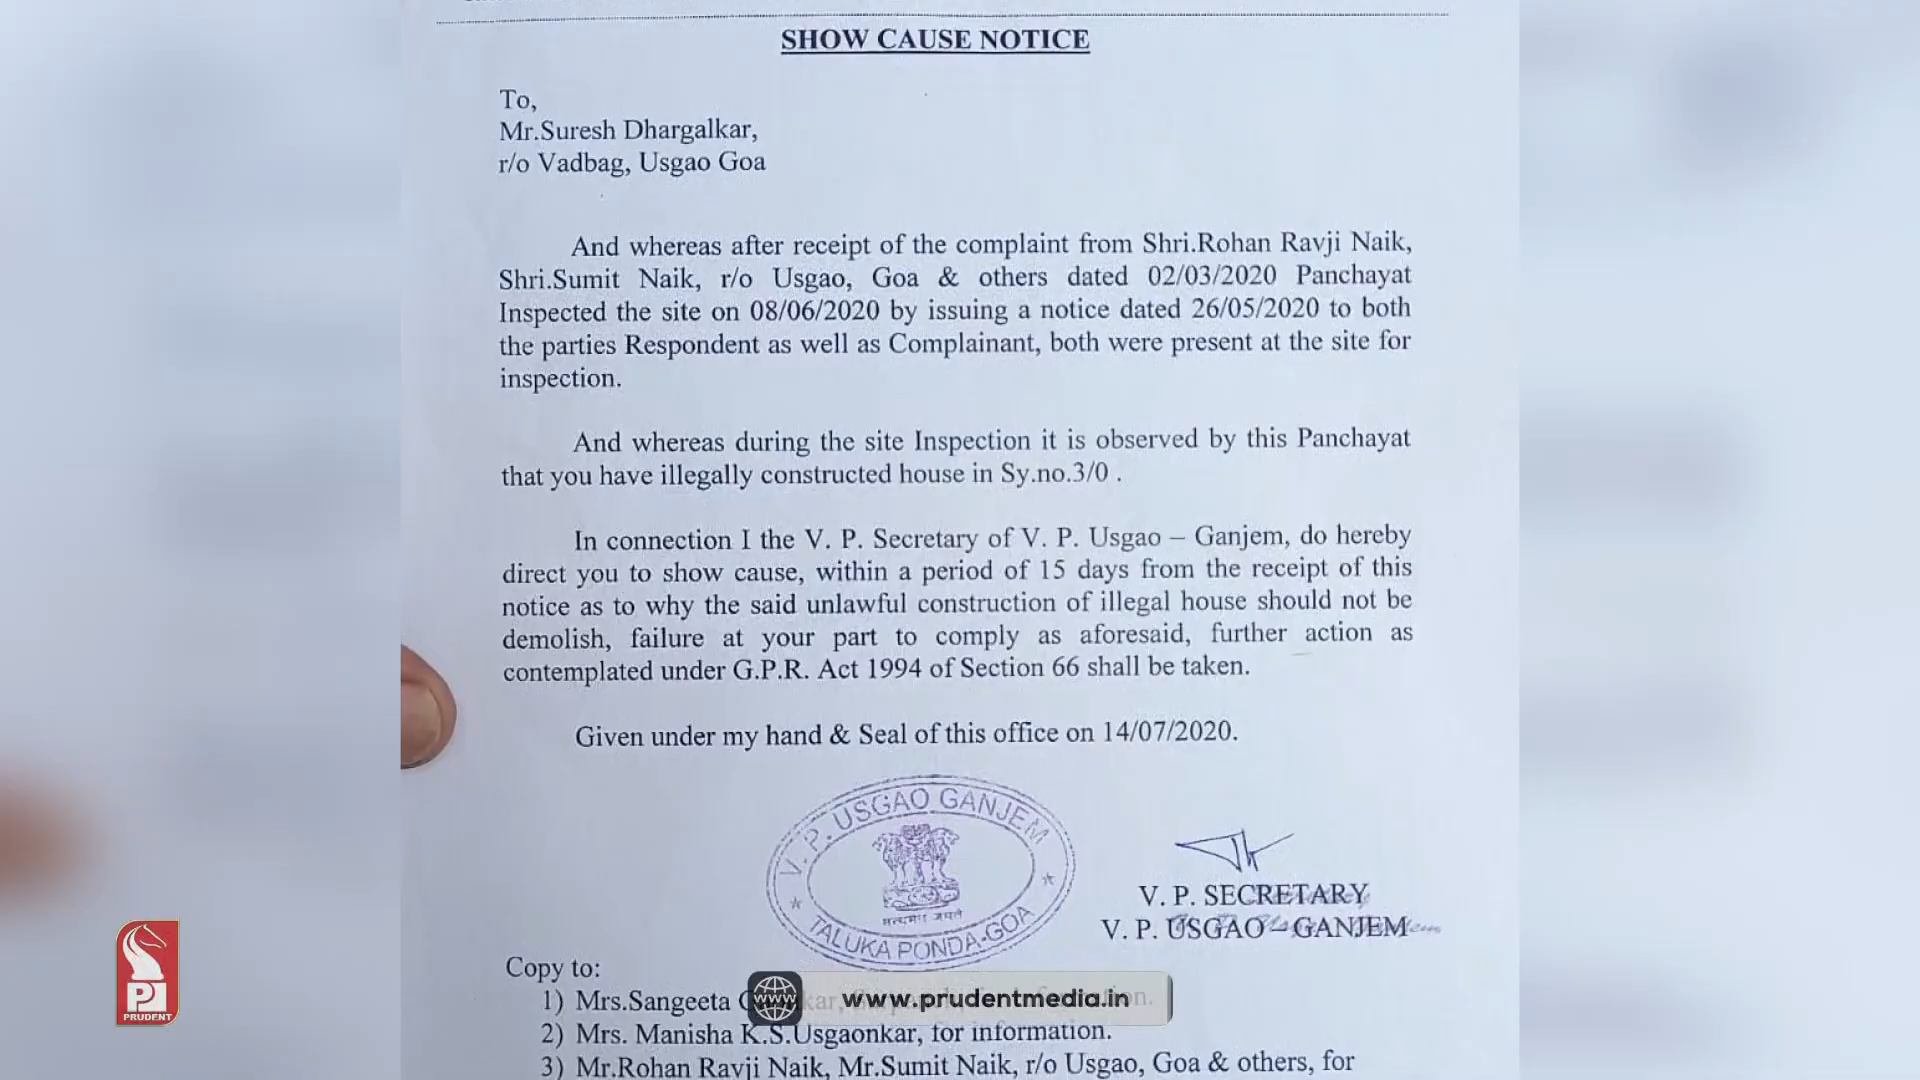 SHOW CAUSE NOTICE
To,
Mr.Suresh Dhargalkar,
r/o Vadbag, Usgao Goa
And whereas after receipt of the complaint from Shri.Rohan Ravji Naik,
Shri.Sumit Naik, r/o Usgao, Goa & others dated 02/03/2020 Panchayat
Inspected the site on 08/06/2020 by issuing a notice dated 26/05/2020 to both
the parties Respondent as well as Complainant, both were present at the site for
inspection.
And whereas during the site Inspection it is observed by this Panchayat
that you have illegally constructed house in Sy.no.3/0 .
In connection I the V. P. Secretary of V. P. Usgao – Ganjem, do hereby
direct you to show cause, within a period of 15 days from the receipt of this
notice as to why the said unlawful construction of illegal house should not be
demolish, failure at your part to comply as aforesaid, further action as
contemplated under G.P.R. Act 1994 of Section 66 shall be taken.
Given under my hand & Seal of this office on 14/07/2020.
V. P. USGAO GANJEM
सत्यमेव जयते
TALUKA PONDA-GOA
V. P. SECRETARY
V. P. USGAO – GANJEM
Copy to:
1) Mrs.Sangeeta
www
www.prudentmedia.in
2) Mrs. Manisha K.S.Usgaonkar, for information.
3) Mr.Rohan Ravji Naik, Mr.Sumit Naik, r/o Usgao, Goa & others, for
PRUDENT